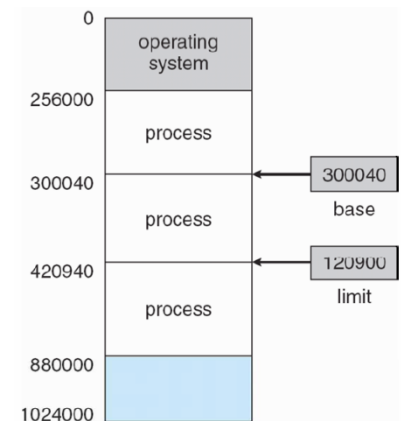 0
operating
system
256000
process
300040
300040
base
process
420940
120900
limit
process
880000
1024000